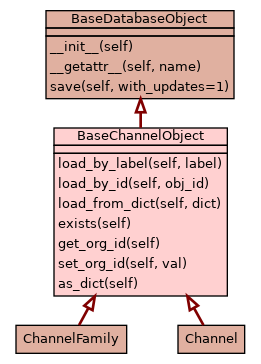 BaseDatabaseObject
__init__(self)
__getattr__(self, name)
save(self, with_updates=1)
BaseChannelObject
load_by_label(self, label)
load_by_id(self, obj_id)
load_from_dict(self, dict)
exists(self)
get_org_id(self)
set_org_id(self, val)
as_dict(self)
ChannelFamily
Channel